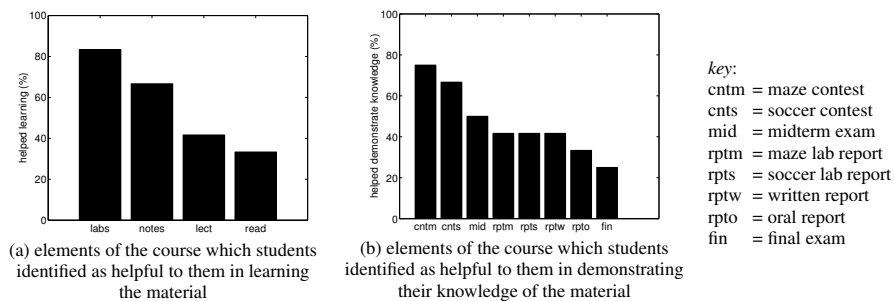 100
80
60
40
20
0
helped learning (%)
labs notes lect read
(a) elements of the course which students
identified as helpful to them in learning
the material
100
80
60
40
20
0
helped demonstrate knowledge (%)
cntm cnts mid rptm rpts rptw rpto fin
(b) elements of the course which students
identified as helpful to them in demonstrating
their knowledge of the material
key:
cntm = maze contest
cnts = soccer contest
mid = midterm exam
rptm = maze lab report
rpts = soccer lab report
rptw = written report
rpto = oral report
fin = final exam